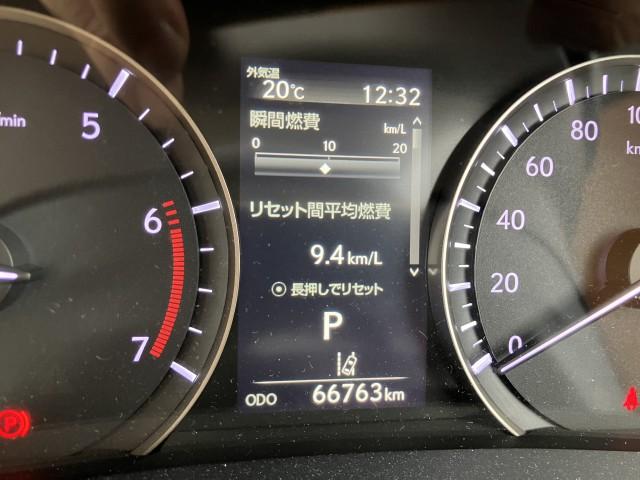 外気温
20℃ 12:32
瞬間燃費 km/L
0 10 20
リセット間平均燃費
9.4 km/L
長押しでリセット
P
ODO 66763 km
/min
5
6
7
P
0
20
40
60
80
10
km